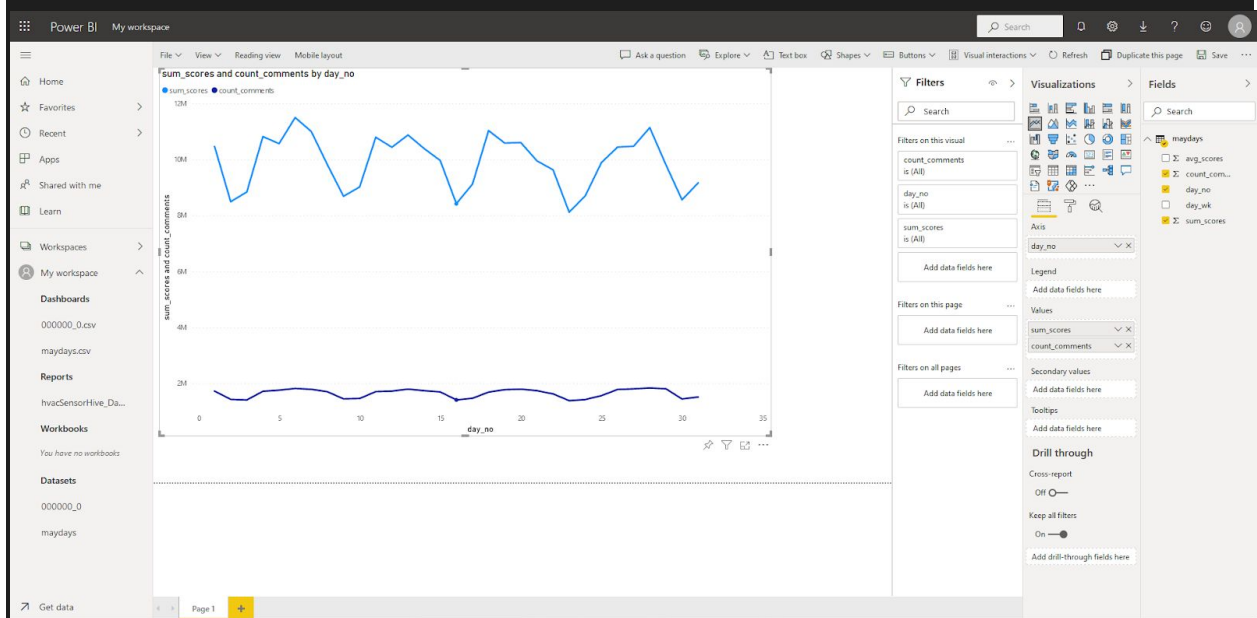 Power BI My workspace
Search
Home
Favorites
Recent
Apps
Shared with me
Learn
Workspaces
My workspace
Dashboards
000000_0.csv
maydays.csv
Reports
hvacSensorHive_Da...
Workbooks
You have no workbooks
Datasets
000000_0
maydays
Get data
File View Reading view Mobile layout
Ask a question Explore Text box Shapes Buttons Visual interactions Refresh Duplicate this page Save ...
sum_scores and count_comments by day_no
sum_scores count_comments
12M
10M
8M
6M
4M
2M
sum_scores and count_comments
0 5 10 15 20 25 30 35
day_no
Page 1 +
Filters
Search
Filters on this visual ...
count_comments
is (All)
day_no
is (All)
sum_scores
is (All)
Add data fields here
Filters on this page ...
Add data fields here
Filters on all pages ...
Add data fields here
Visualizations
Axis
day_no
Legend
Add data fields here
Values
sum_scores
count_comments
Secondary values
Add data fields here
Tooltips
Add data fields here
Drill through
Cross-report
Off
Keep all filters
On
Add drill-through fields here
Fields
Search
maydays
Σ avg_scores
Σ count_com...
day_no
day_wk
Σ sum_scores